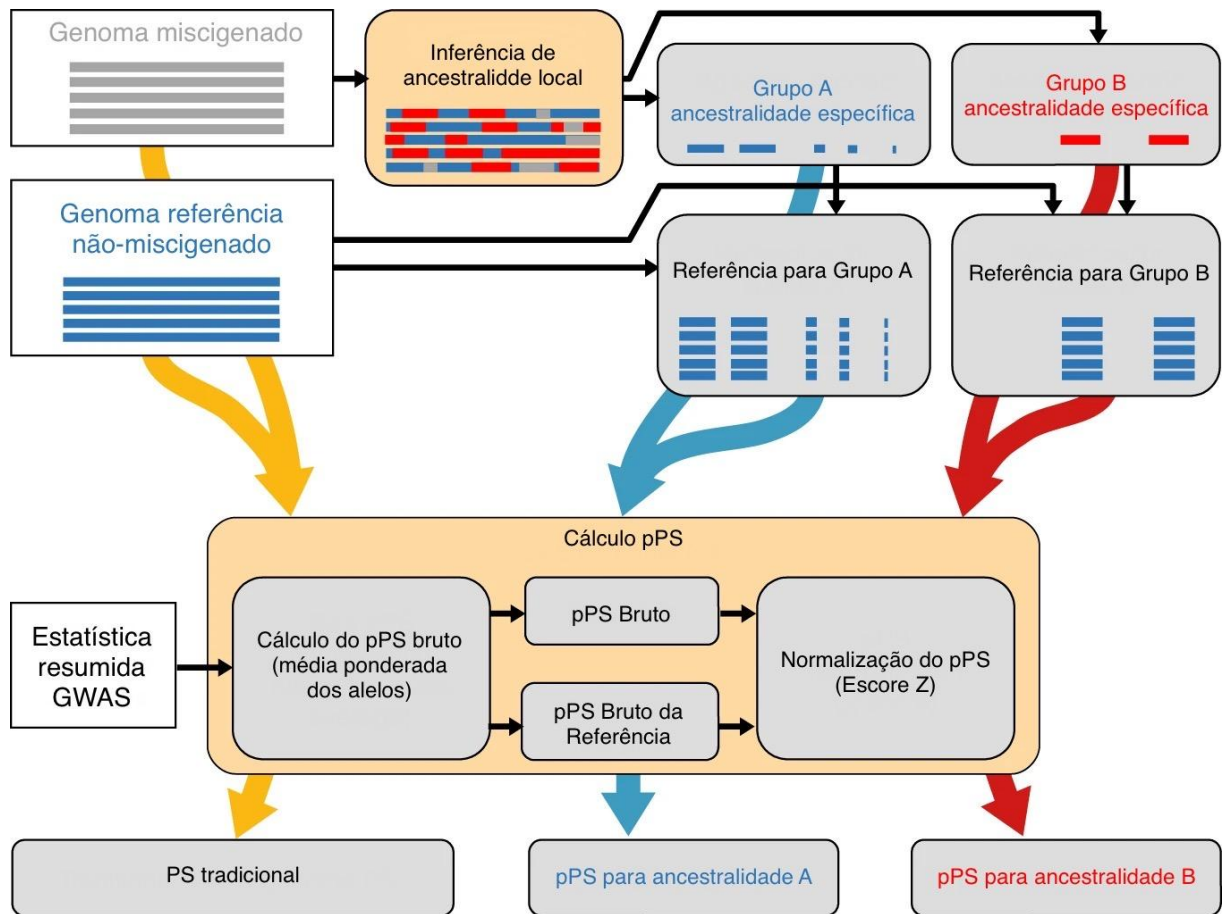 Genoma miscigenado
Inferência de
ancestralidde local
Grupo A
ancestralidade específica
Grupo B
ancestralidade específica
Genoma referência
não-miscigenado
Referência para Grupo A
Referência para Grupo B
Cálculo pPS
Estatística
resumida
GWAS
Cálculo do pPS bruto
(média ponderada
dos alelos)
pPS Bruto
pPS Bruto da
Referência
Normalização do pPS
(Escore Z)
PS tradicional
pPS para ancestralidade A
pPS para ancestralidade B